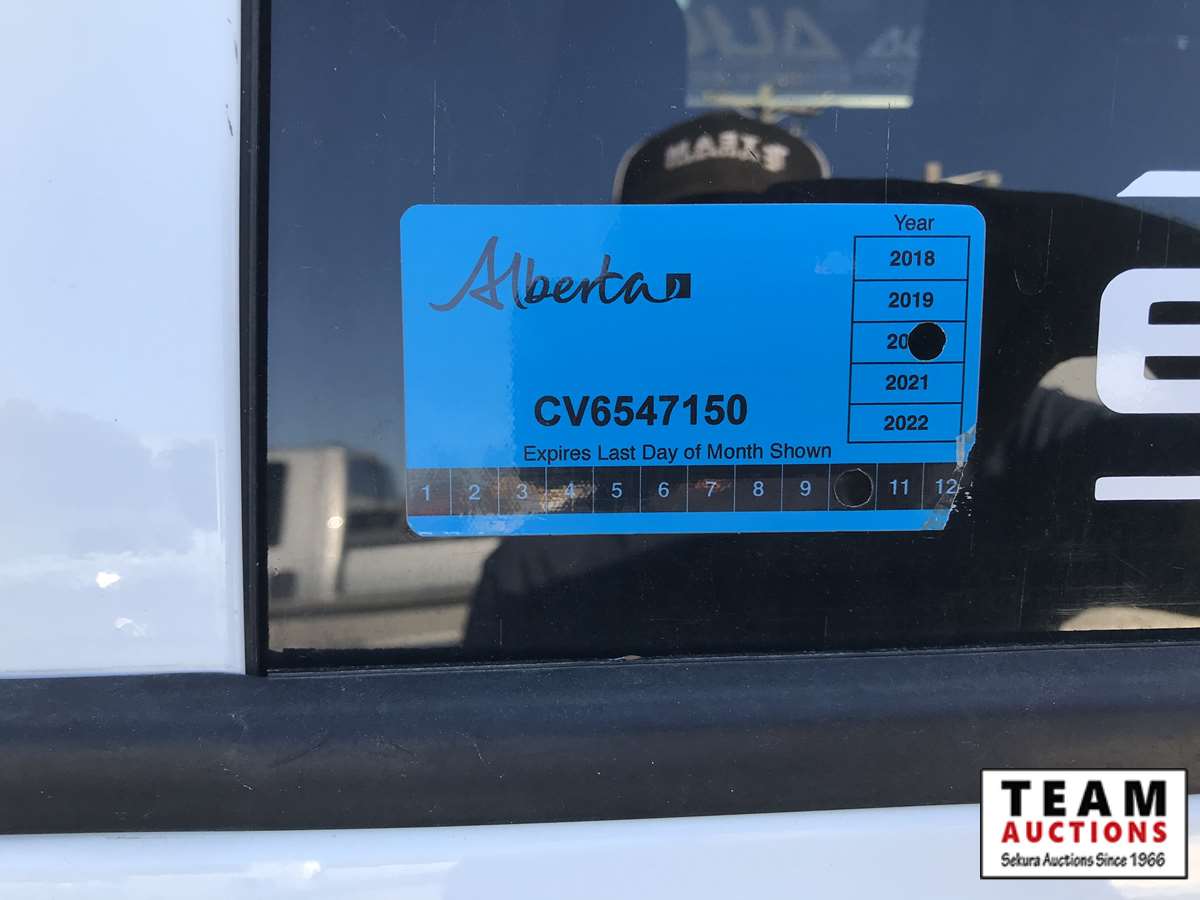 Alberta
Year
2018
2019
20
2021
2022
CV6547150
Expires Last Day of Month Shown
1 2 3 4 5 6 7 8 9 11 12
TEAM
AUCTIONS
Sekura Auctions Since 1966